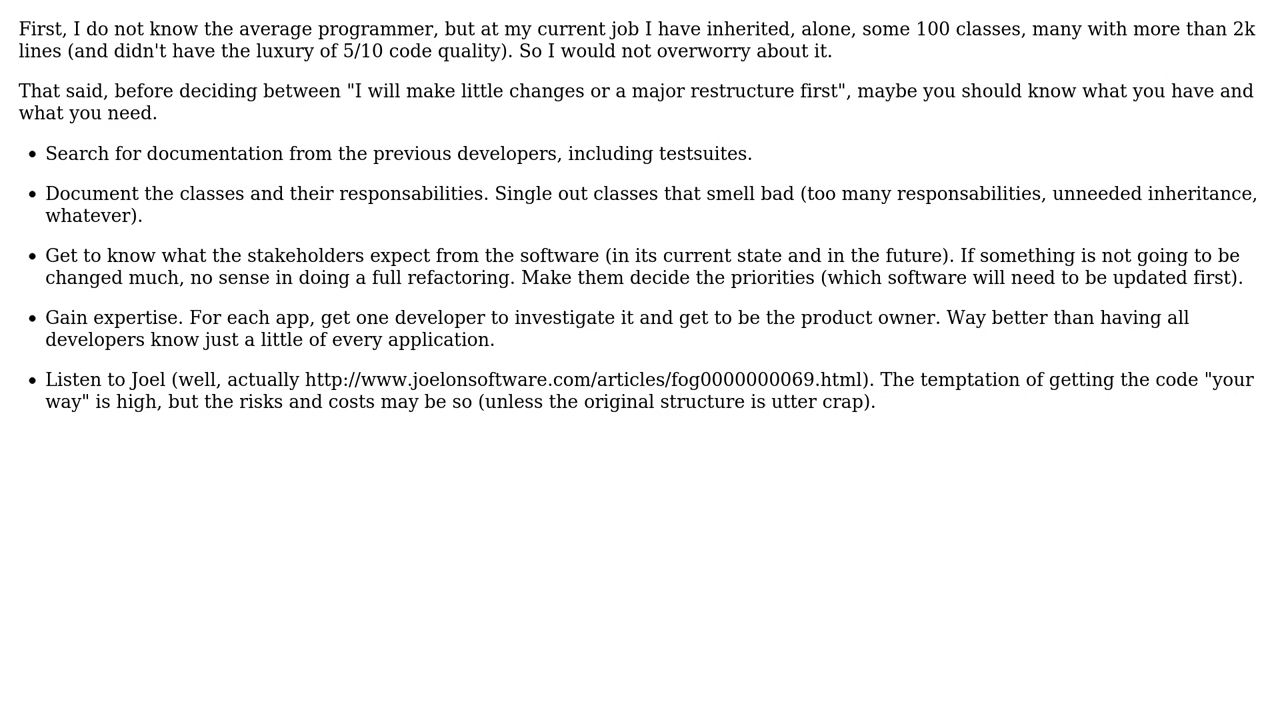 First, I do not know the average programmer, but at my current job I have inherited, alone, some 100 classes, many with more than 2k
lines (and didn't have the luxury of 5/10 code quality). So I would not overworry about it.
That said, before deciding between "I will make little changes or a major restructure first", maybe you should know what you have and
what you need.
• Search for documentation from the previous developers, including testsuites.
• Document the classes and their responsabilities. Single out classes that smell bad (too many responsabilities, unneeded inheritance,
whatever).
• Get to know what the stakeholders expect from the software (in its current state and in the future). If something is not going to be
changed much, no sense in doing a full refactoring. Make them decide the priorities (which software will need to be updated first).
• Gain expertise. For each app, get one developer to investigate it and get to be the product owner. Way better than having all
developers know just a little of every application.
• Listen to Joel (well, actually http://www.joelonsoftware.com/articles/fog0000000069.html). The temptation of getting the code "your
way" is high, but the risks and costs may be so (unless the original structure is utter crap).